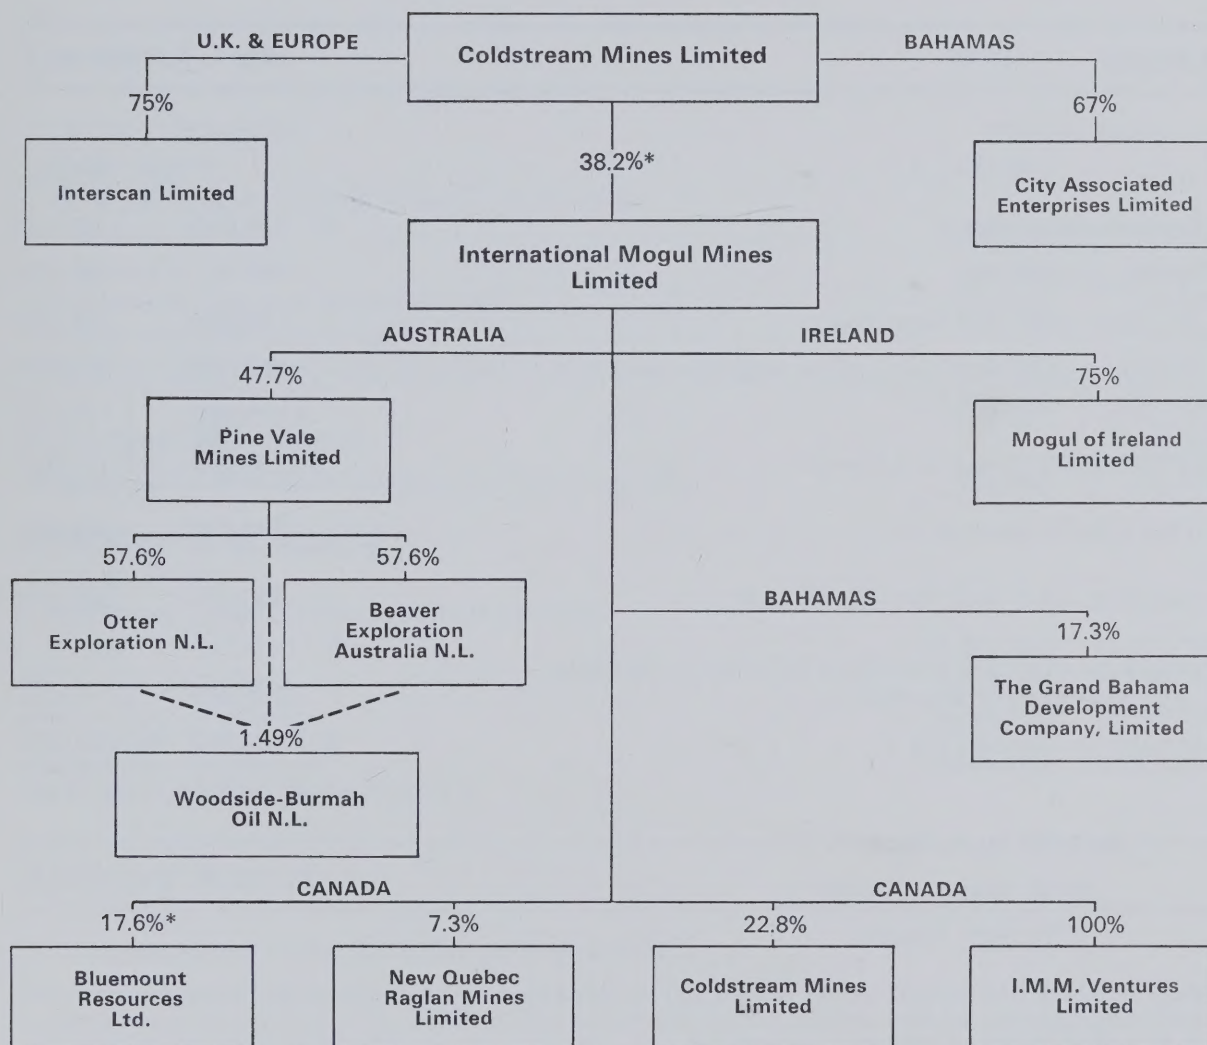 U.K. & EUROPE
Coldstream Mines Limited
BAHAMAS
75%
67%
Interscan Limited
38.2%*
City Associated
Enterprises Limited
International Mogul Mines
Limited
AUSTRALIA
IRELAND
47.7%
75%
Pine Vale
Mines Limited
Mogul of Ireland
Limited
57.6%
57.6%
Otter
Exploration N.L.
Beaver
Exploration
Australia N.L.
BAHAMAS
17.3%
The Grand Bahama
Development
Company, Limited
1.49%
Woodside-Burmah
Oil N.L.
CANADA
CANADA
17.6%*
7.3%
22.8%
100%
Bluemount
Resources
Ltd.
New Quebec
Raglan Mines
Limited
Coldstream Mines
Limited
I.M.M. Ventures
Limited